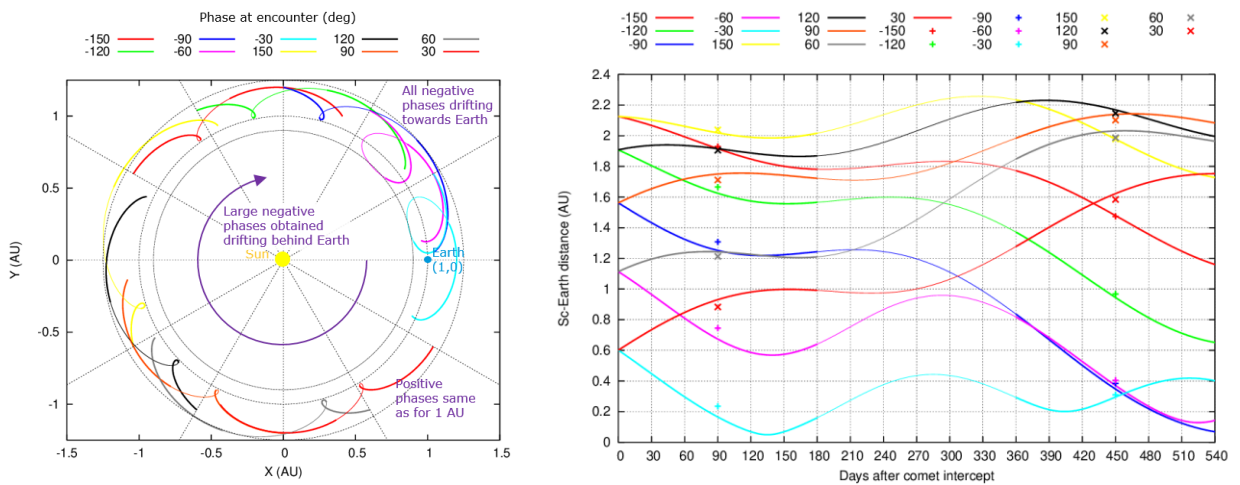 Phase at encounter (deg)
-150 -90 -30 120 60
-120 -60 150 90 30
All negative
phases drifting
towards Earth
Large negative
phases obtained
drifting behind Earth
Sun
Earth
(1,0)
Positive
phases same
as for 1 AU
Y (AU)
1
0.5
0
-0.5
-1
-1.5 -1 -0.5 0 0.5 1 1.5
X (AU)
-150 -60 120 30 -90 150 60
-120 -30 90 -150 -60 120 30
-90 150 60 -120 -30 90
Sc-Earth distance (AU)
2.4
2.2
2
1.8
1.6
1.4
1.2
1
0.8
0.6
0.4
0.2
0
0 30 60 90 120 150 180 210 240 270 300 330 360 390 420 450 480 510 540
Days after comet intercept